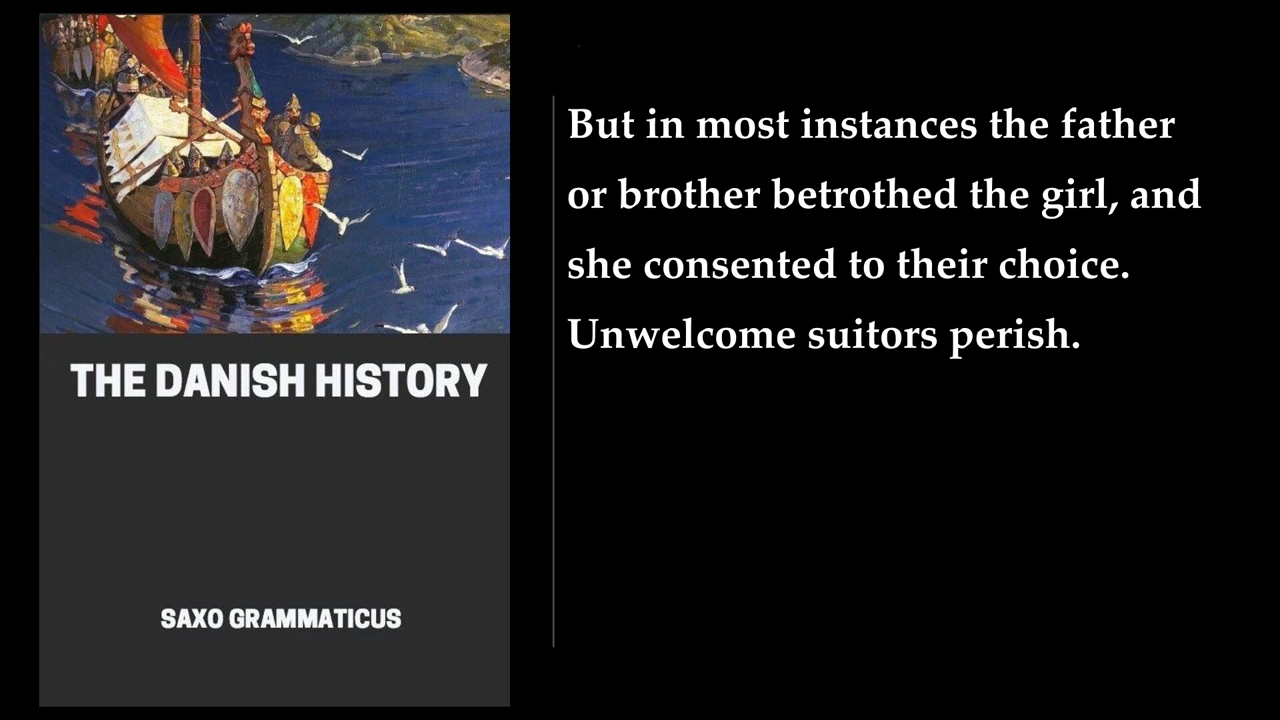 THE DANISH HISTORY
SAXO GRAMMATICUS
But in most instances the father
or brother betrothed the girl, and
she consented to their choice.
Unwelcome suitors perish.